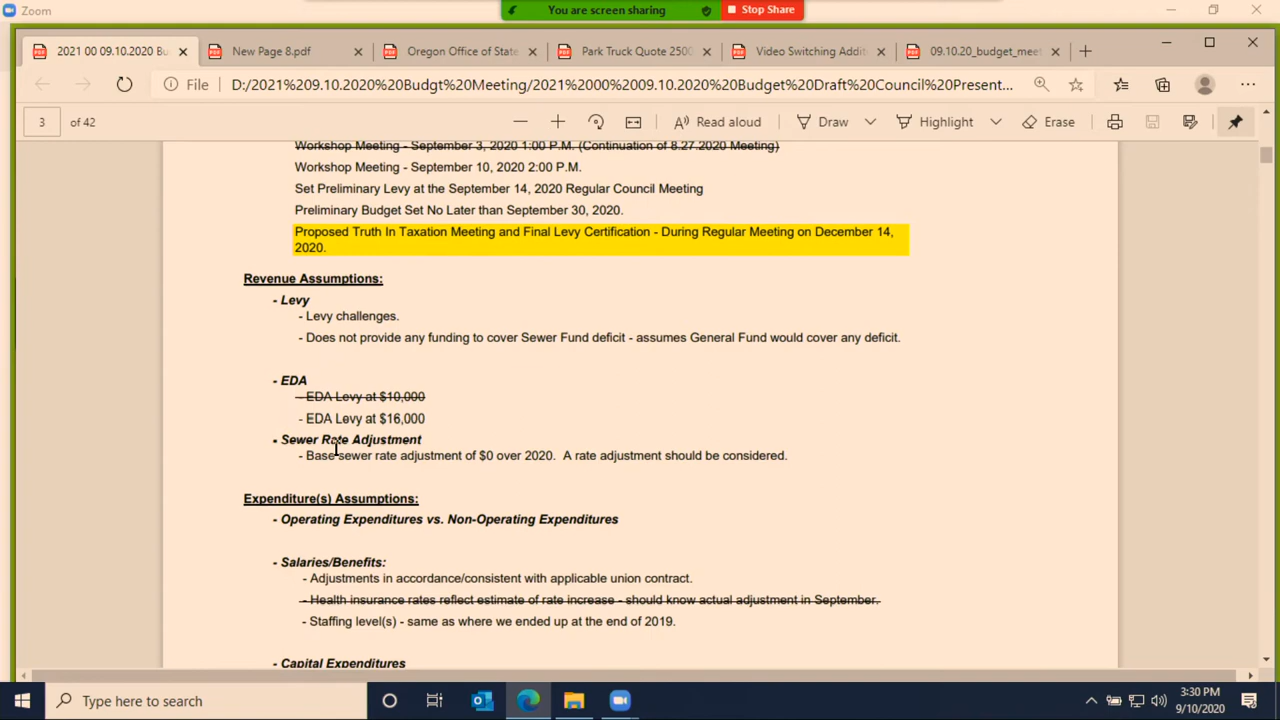 Zoom
You are screen sharing
Stop Share
2021 00 09.10.2020 Bu
New Page 8.pdf
Oregon Office of State
Park Truck Quote 2500
Video Switching Addit
09.10.20_budget_meet
File
D:/2021%209.10.2020%20Budgt%20Meeting/2021%2000%2009.10.2020%20Budget%20Draft%20Council%20Present...
3 of 42
Read aloud
Draw
Highlight
Erase
Workshop Meeting - September 3, 2020 1:00 P.M. (Continuation of 8.27.2020 Meeting)
Workshop Meeting - September 10, 2020 2:00 P.M.
Set Preliminary Levy at the September 14, 2020 Regular Council Meeting
Preliminary Budget Set No Later than September 30, 2020.
Proposed Truth In Taxation Meeting and Final Levy Certification - During Regular Meeting on December 14,
2020.
Revenue Assumptions:
- Levy
- Levy challenges.
- Does not provide any funding to cover Sewer Fund deficit - assumes General Fund would cover any deficit.
- EDA
- EDA Levy at $10,000
- EDA Levy at $16,000
- Sewer Rate Adjustment
- Base sewer rate adjustment of $0 over 2020. A rate adjustment should be considered.
Expenditure(s) Assumptions:
- Operating Expenditures vs. Non-Operating Expenditures
- Salaries/Benefits:
- Adjustments in accordance/consistent with applicable union contract.
- Health insurance rates reflect estimate of rate increase - should know actual adjustment in September.
- Staffing level(s) - same as where we ended up at the end of 2019.
- Capital Expenditures
Type here to search
3:30 PM
9/10/2020